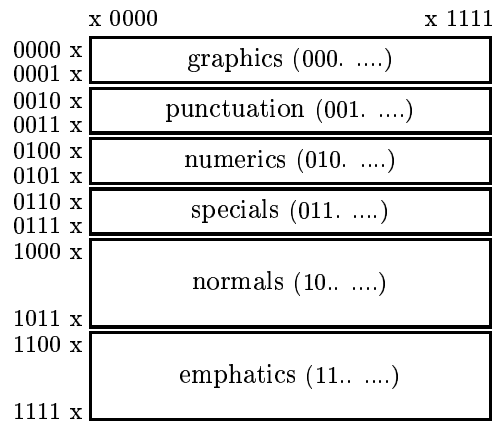 x 0000 x 1111
0000 x
graphics (000. ....)
0001 x
0010 x
punctuation (001. ....)
0011 x
0100 x
numerics (010. ....)
0101 x
0110 x
specials (011. ....)
0111 x
1000 x
normals (10.. ....)
1011 x
1100 x
emphatics (11.. ....)
1111 x